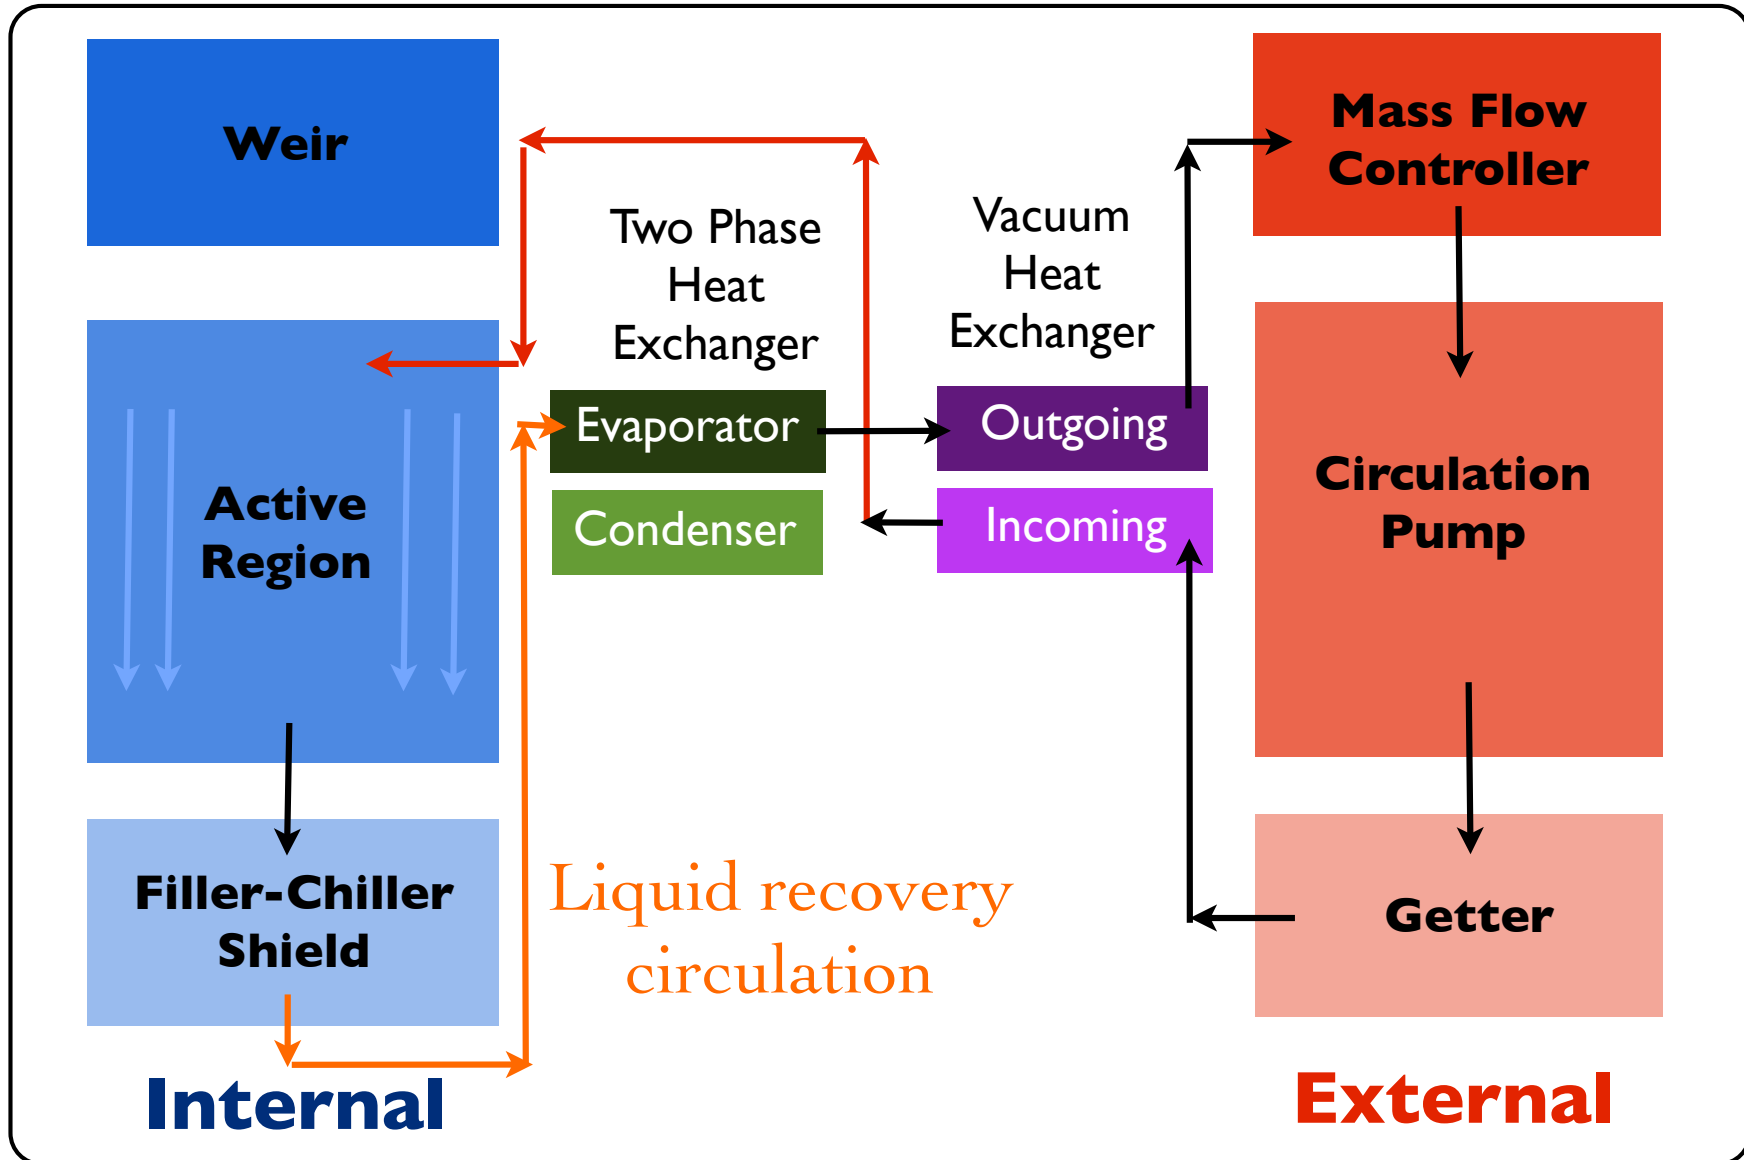 Weir
Mass Flow
Controller
Two Phase
Heat
Exchanger
Vacuum
Heat
Exchanger
Evaporator
Outgoing
Condenser
Incoming
Active
Region
Circulation
Pump
Filler-Chiller
Shield
Liquid recovery
circulation
Getter
Internal
External